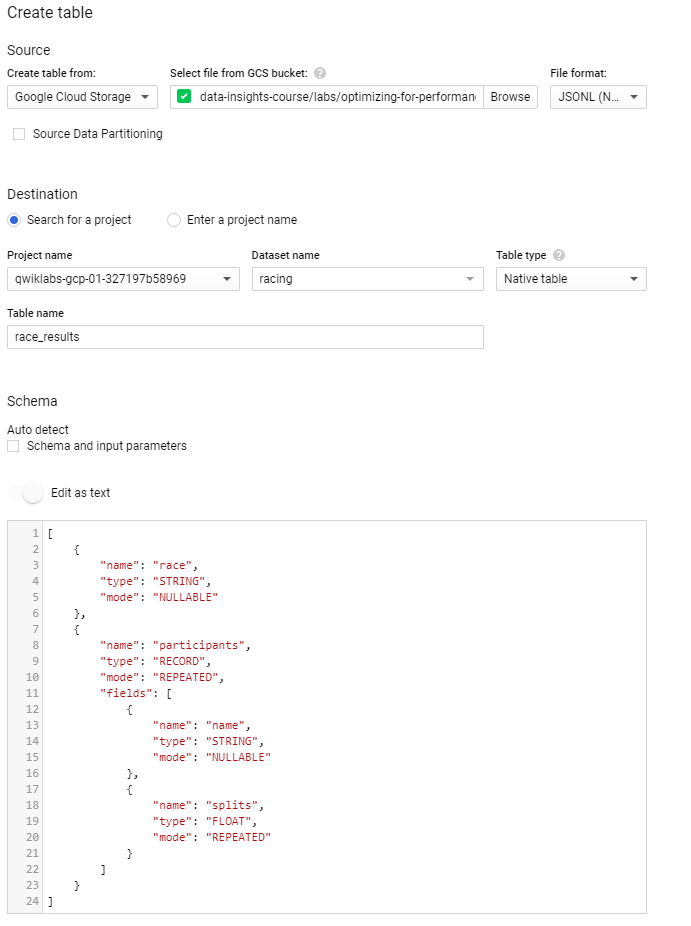 Create table
Source
Create table from: Select file from GCS bucket: ? File format:
Google Cloud Storage data-insights-course/labs/optimizing-for-performan Browse JSONL (N...
Source Data Partitioning
Destination
Search for a project Enter a project name
Project name Dataset name Table type ?
qwiklabs-gcp-01-327197b58969 racing Native table
Table name
race_results
Schema
Auto detect
Schema and input parameters
Edit as text
1 [
2     {
3         "name": "race",
4         "type": "STRING",
5         "mode": "NULLABLE"
6     },
7     {
8         "name": "participants",
9         "type": "RECORD",
10         "mode": "REPEATED",
11         "fields": [
12             {
13                 "name": "name",
14                 "type": "STRING",
15                 "mode": "NULLABLE"
16             },
17             {
18                 "name": "splits",
19                 "type": "FLOAT",
20                 "mode": "REPEATED"
21             }
22         ]
23     }
24 ]